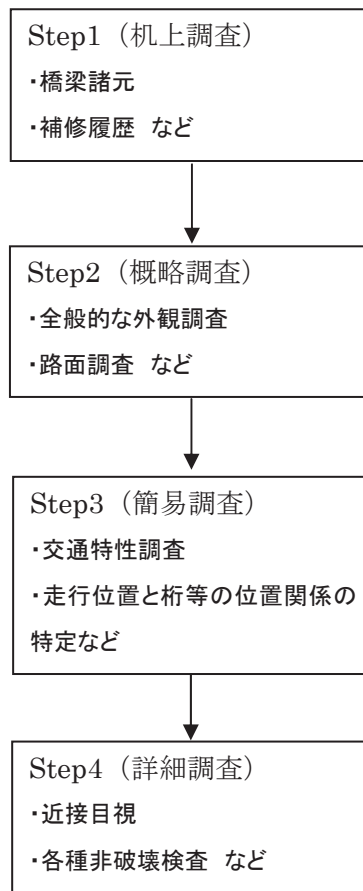 Step1（机上調査）
・橋梁諸元
・補修履歴 など
Step2（概略調査）
・全般的な外観調査
・路面調査 など
Step3（簡易調査）
・交通特性調査
・走行位置と桁等の位置関係の
特定など
Step4（詳細調査）
・近接目視
・各種非破壊検査 など